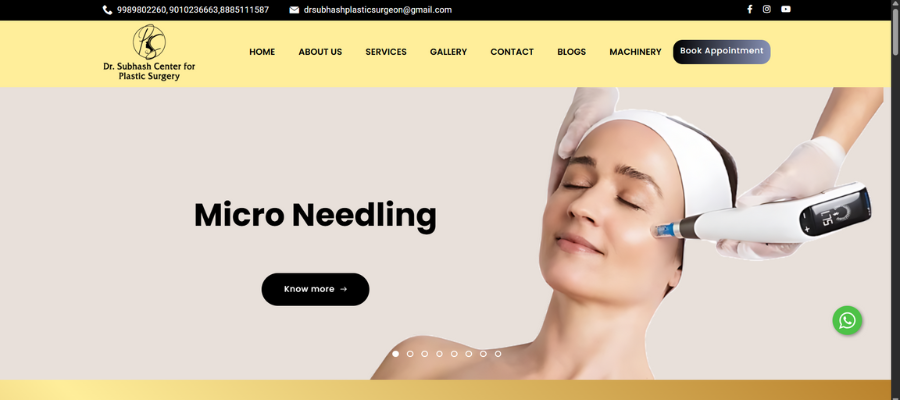 9989802260,9010236663,8885111587
drsubhashplasticsurgeon@gmail.com
Dr. Subhash Center for
Plastic Surgery
HOME
ABOUT US
SERVICES
GALLERY
CONTACT
BLOGS
MACHINERY
Book Appointment
Micro Needling
Know more →